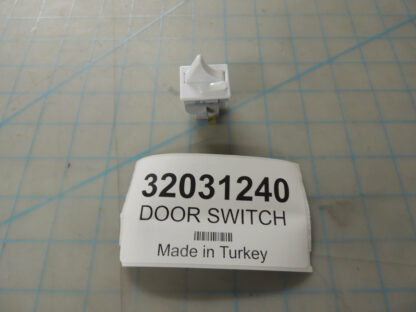 32031240
DOOR SWITCH
Made in Turkey